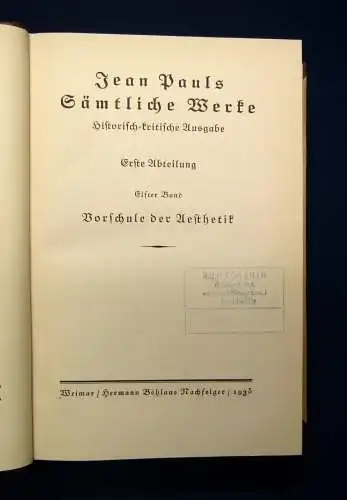 Jean Pauls
Sämtliche Werke
Historisch-kritische Ausgabe
Erste Abteilung
Elfter Band
Vorschule der Aesthetik
Weimar / Hermann Böhlaus Nachfolger / 1935